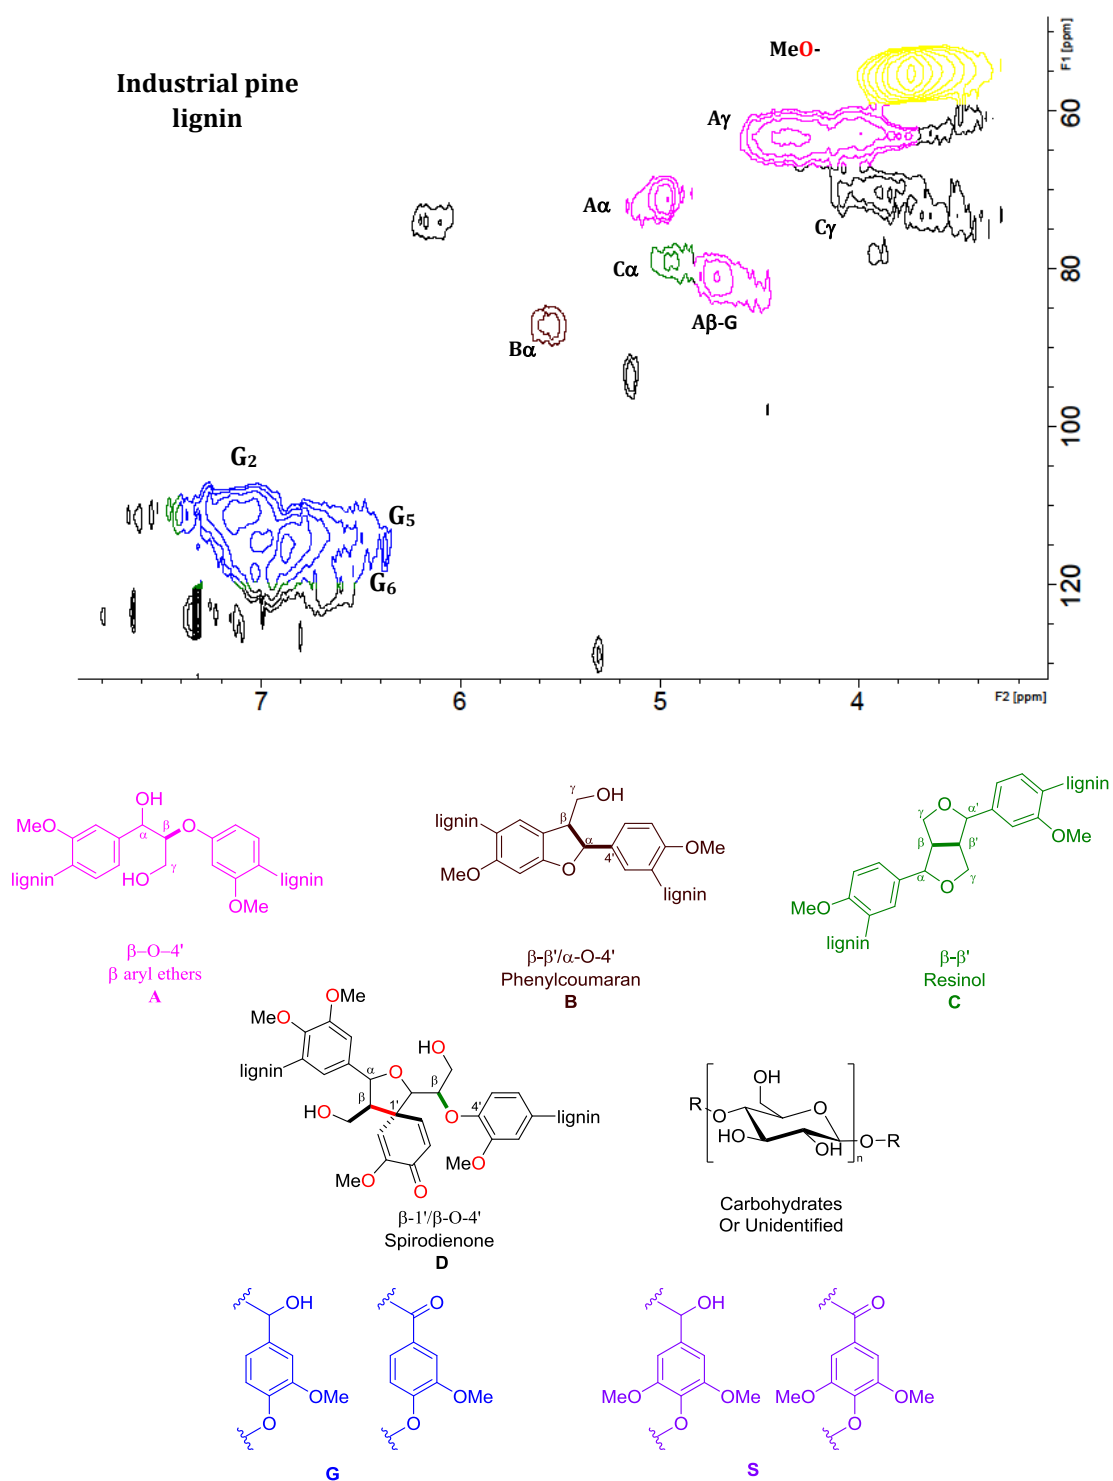 MeO-
F1 [ppm]
Industrial pine
lignin
60
Aγ
Aα
Cγ
80
Cα
Aβ-G
Bα
100
G2
G5
G6
120
7
6
5
4
F2 [ppm]
OH
MeO
β
O
α
γ
HO
lignin
lignin
OMe
β–O–4'
β aryl ethers
A
γ
OH
lignin
β
α
4'
MeO
O
OMe
lignin
β-β'/α-O-4'
Phenylcoumaran
B
lignin
O
α'
γ
OMe
β
β'
α
γ
O
MeO
lignin
β-β'
Resinol
C
OMe
MeO
HO
lignin
α
O
β
β
HO
1'
4'
O
lignin
MeO
MeO
O
β-1'/β-O-4'
Spirodienone
D
OH
R
O
O
HO
OH
O–R
n
Carbohydrates
Or Unidentified
OH
O
OMe
OMe
O
O
G
OH
O
MeO
OMe
MeO
OMe
O
O
S